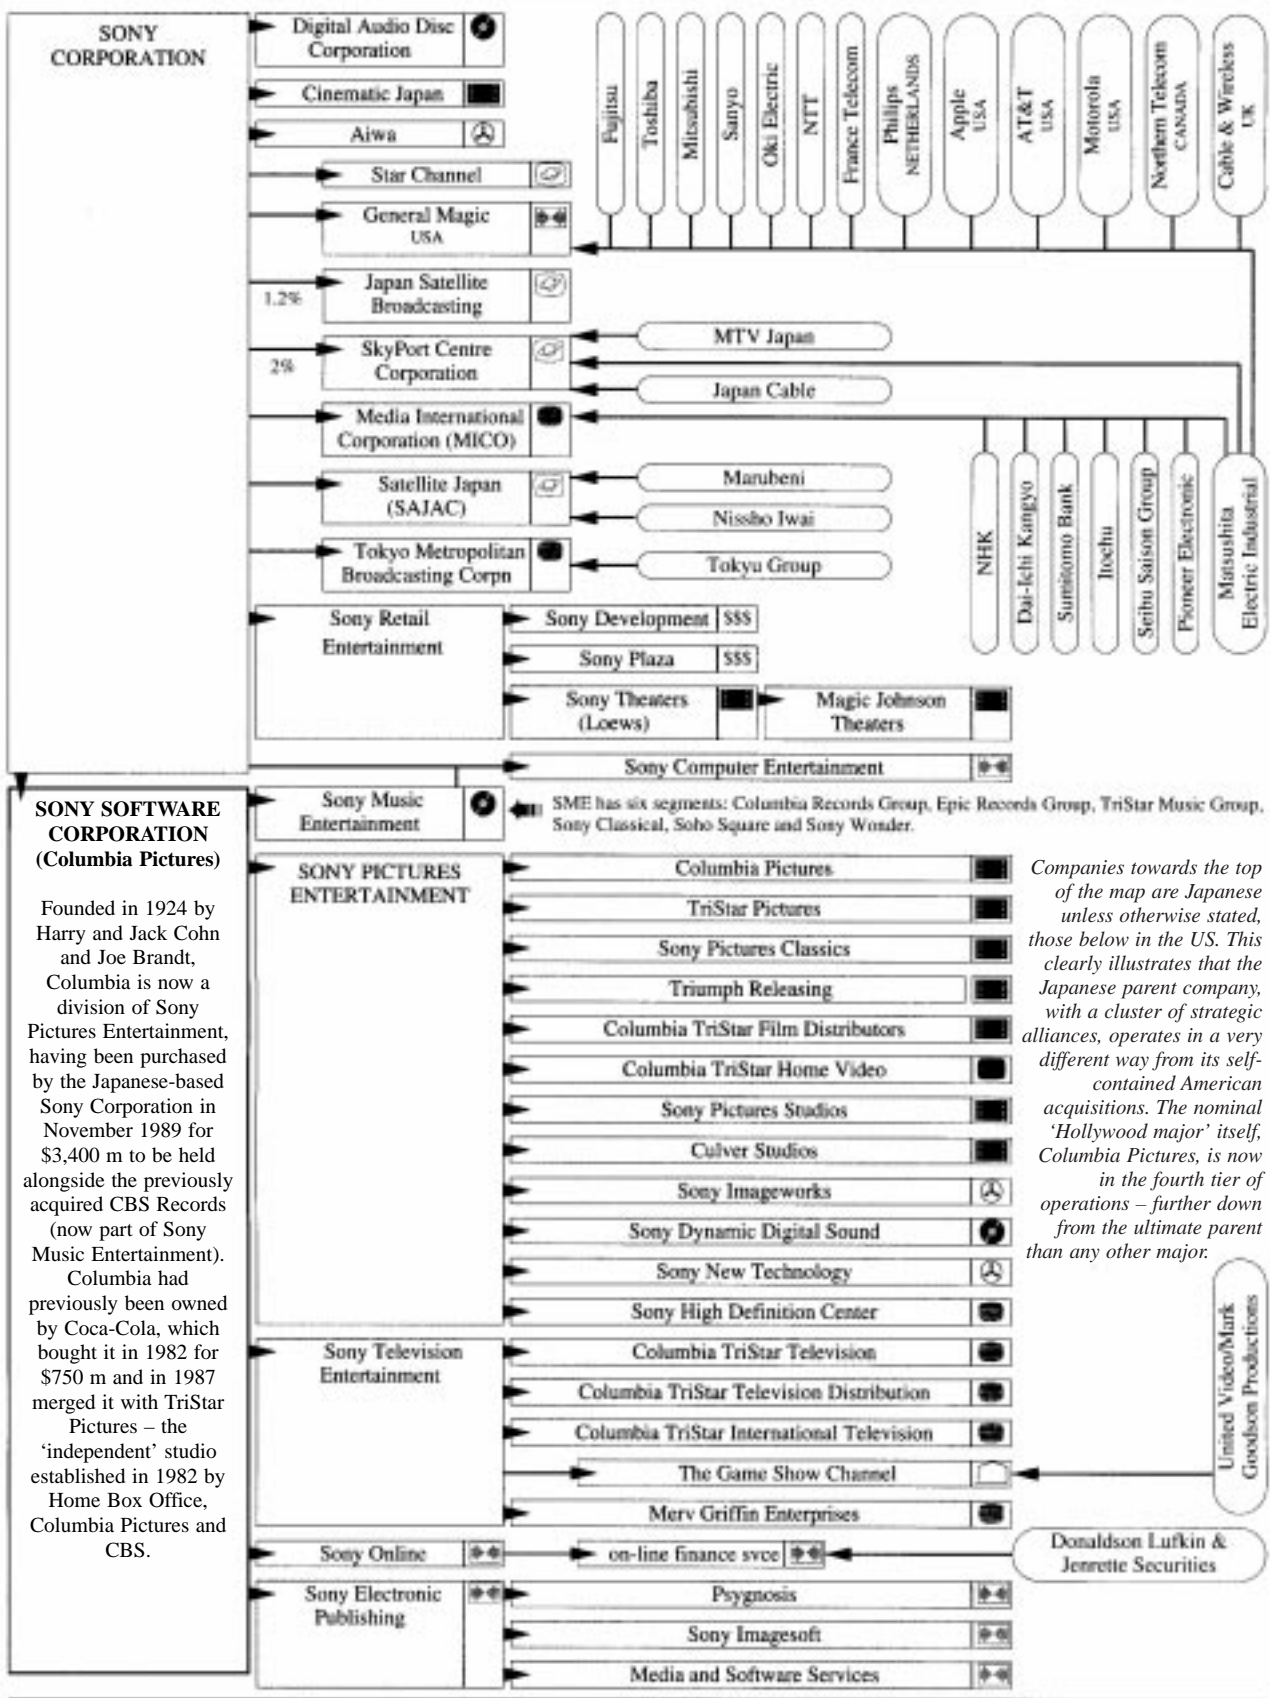 SONY
CORPORATION
Digital Audio Disc
Corporation
Cinematic Japan
Aiwa
Star Channel
General Magic
USA
1.2%
Japan Satellite
Broadcasting
2%
SkyPort Centre
Corporation
Media International
Corporation (MICO)
Satellite Japan
(SAJAC)
Tokyo Metropolitan
Broadcasting Corpn
Fujitsu
Toshiba
Mitsubishi
Sanyo
Oki Electric
NTT
France Telecom
Philips
NETHERLANDS
Apple
USA
AT&T
USA
Motorola
USA
Northern Telecom
CANADA
Cable & Wireless
UK
MTV Japan
Japan Cable
Marubeni
Nissho Iwai
Tokyu Group
NHK
Dai-Ichi Kangyo
Sumitomo Bank
Itochu
Seibu Saison Group
Pioneer Electronic
Matsushita
Electric Industrial
Sony Retail
Entertainment
Sony Development
$$$
Sony Plaza
$$$
Sony Theaters
(Loews)
Magic Johnson
Theaters
Sony Computer Entertainment
SONY SOFTWARE
CORPORATION
(Columbia Pictures)
Founded in 1924 by
Harry and Jack Cohn
and Joe Brandt,
Columbia is now a
division of Sony
Pictures Entertainment,
having been purchased
by the Japanese-based
Sony Corporation in
November 1989 for
$3,400 m to be held
alongside the previously
acquired CBS Records
(now part of Sony
Music Entertainment).
Columbia had
previously been owned
by Coca-Cola, which
bought it in 1982 for
$750 m and in 1987
merged it with TriStar
Pictures – the
‘independent’ studio
established in 1982 by
Home Box Office,
Columbia Pictures and
CBS.
Sony Music
Entertainment
SME has six segments: Columbia Records Group, Epic Records Group, TriStar Music Group,
Sony Classical, Soho Square and Sony Wonder.
SONY PICTURES
ENTERTAINMENT
Columbia Pictures
TriStar Pictures
Sony Pictures Classics
Triumph Releasing
Columbia TriStar Film Distributors
Columbia TriStar Home Video
Sony Pictures Studios
Culver Studios
Sony Imageworks
Sony Dynamic Digital Sound
Sony New Technology
Sony High Definition Center
Companies towards the top
of the map are Japanese
unless otherwise stated,
those below in the US. This
clearly illustrates that the
Japanese parent company,
with a cluster of strategic
alliances, operates in a very
different way from its self-
contained American
acquisitions. The nominal
‘Hollywood major’ itself,
Columbia Pictures, is now
in the fourth tier of
operations – further down
from the ultimate parent
than any other major.
Sony Television
Entertainment
Columbia TriStar Television
Columbia TriStar Television Distribution
Columbia TriStar International Television
The Game Show Channel
Merv Griffin Enterprises
United Video/Mark
Goodson Productions
Sony Online
on-line finance svce
Donaldson Lufkin &
Jenrette Securities
Sony Electronic
Publishing
Psygnosis
Sony Imagesoft
Media and Software Services